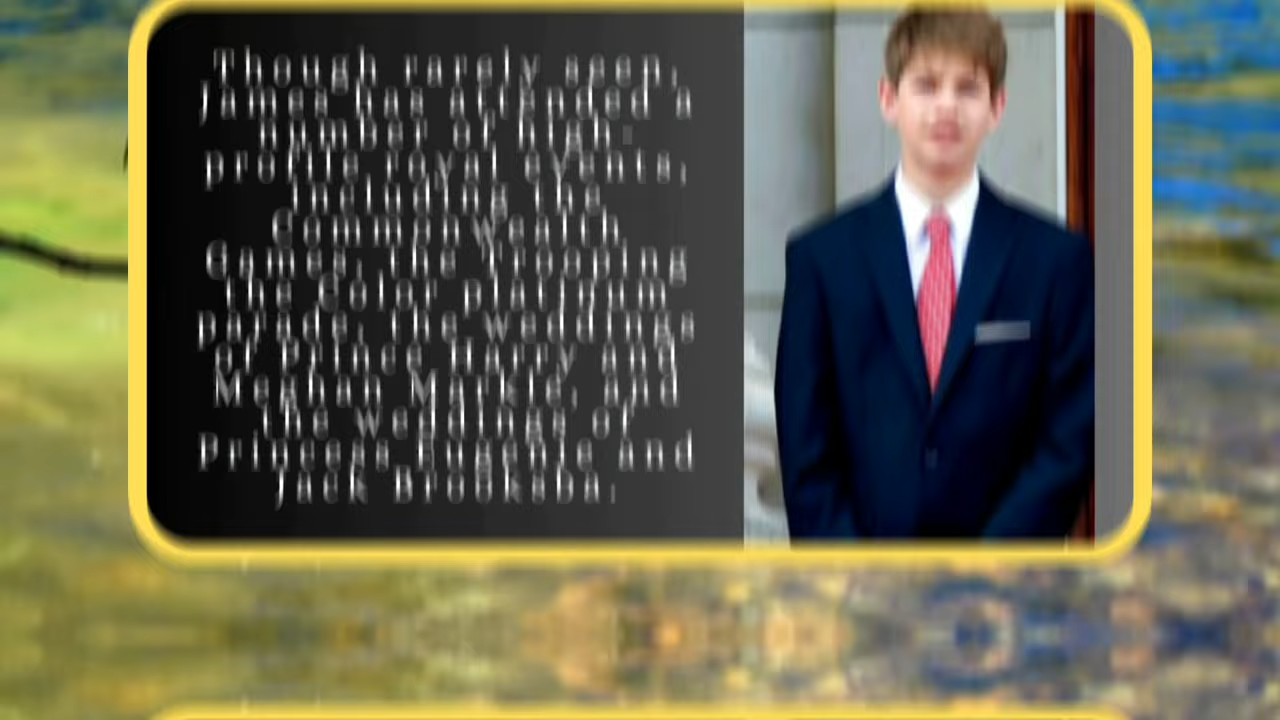 Though rarely seen,
James has attended a
number of high-
profile royal events,
including the
Commonwealth
Games, the Trooping
the Color platinum
parade, the weddings
of Prince Harry and
Meghan Markle, and
the weddings of
Princess Eugenie and
Jack Brooksba.